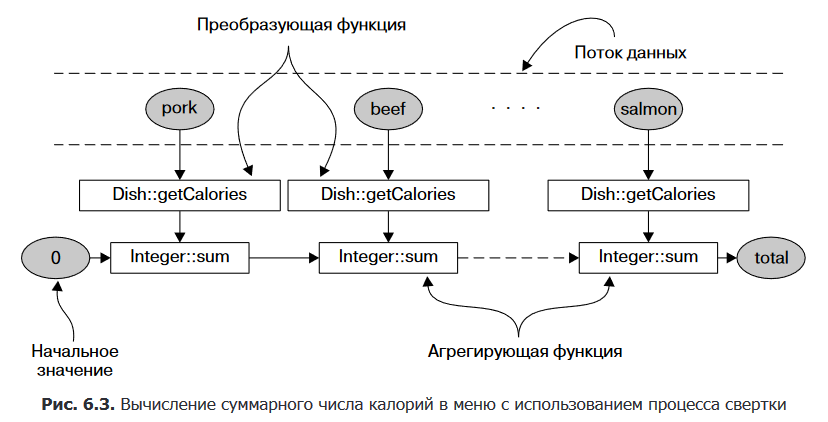 Преобразующая функция
Поток данных
pork
beef
. . . .
salmon
Dish::getCalories
Dish::getCalories
Dish::getCalories
0
Integer::sum
Integer::sum
Integer::sum
total
Начальное
значение
Агрегирующая функция
Рис. 6.3. Вычисление суммарного числа калорий в меню с использованием процесса свертки